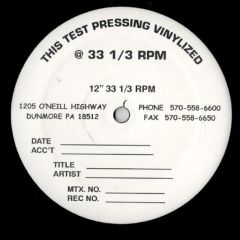 THIS TEST PRESSING VINYLIZED
@ 33 1/3 RPM
12" 33 1/3 RPM
1205 O'NEILL HIGHWAY
DUNMORE PA 18512
PHONE 570-558-6600
FAX 570-558-6650
DATE
ACC'T
TITLE
ARTIST
MTX. NO.
REC NO.